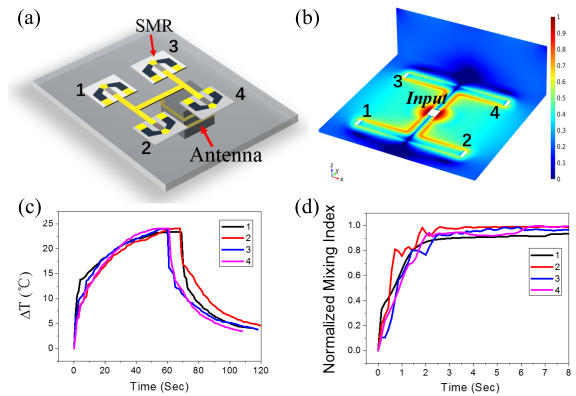 (a)
SMR
3
1
4
2
Antenna
(b)
1
0.9
0.8
0.7
0.6
0.5
0.4
0.3
0.2
0.1
0
3
Input
1
4
2
z
y
x
(c)
ΔT (℃)
25
20
15
10
5
0
1
2
3
4
0 20 40 60 80 100 120
Time (Sec)
(d)
Normalized Mixing Index
1.0
0.8
0.6
0.4
0.2
0.0
1
2
3
4
0 1 2 3 4 5 6 7 8
Time (Sec)